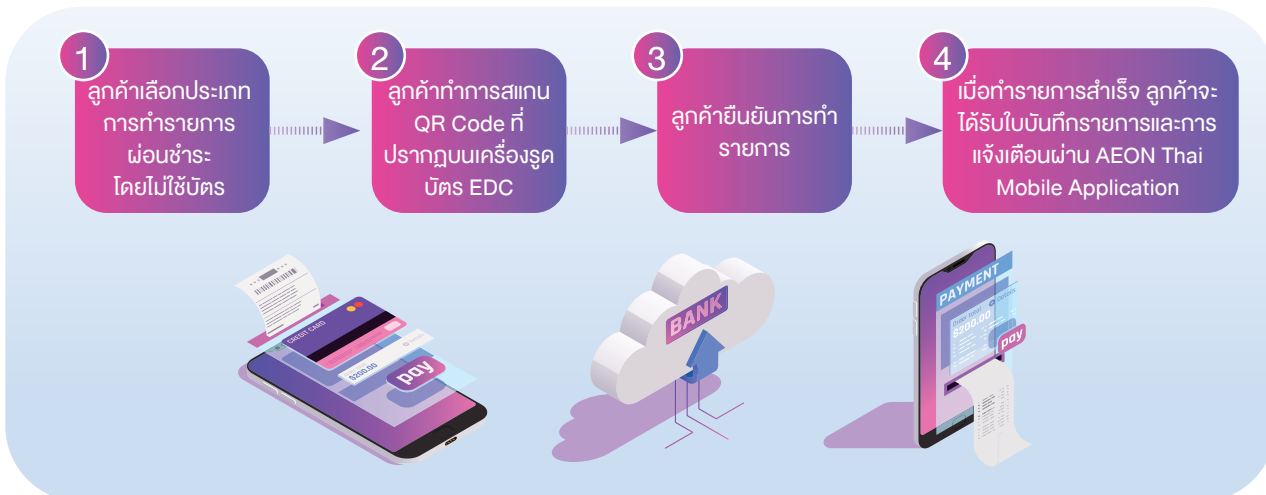 1
ลูกค้าเลือกประเภท
การทำรายการ
ผ่อนชำระ
โดยไม่ใช้บัตร
2
ลูกค้าทำการสแกน
QR Code ที่
ปรากฏบนเครื่องรูด
บัตร EDC
3
ลูกค้ายืนยันการทำ
รายการ
4
เมื่อทำรายการสำเร็จ ลูกค้าจะ
ได้รับใบบันทึกรายการและการ
แจ้งเตือนผ่าน AEON Thai
Mobile Application
CREDIT CARD
$200.00
pay
BANK
PAYMENT
Order total
Details
$200.00
pay